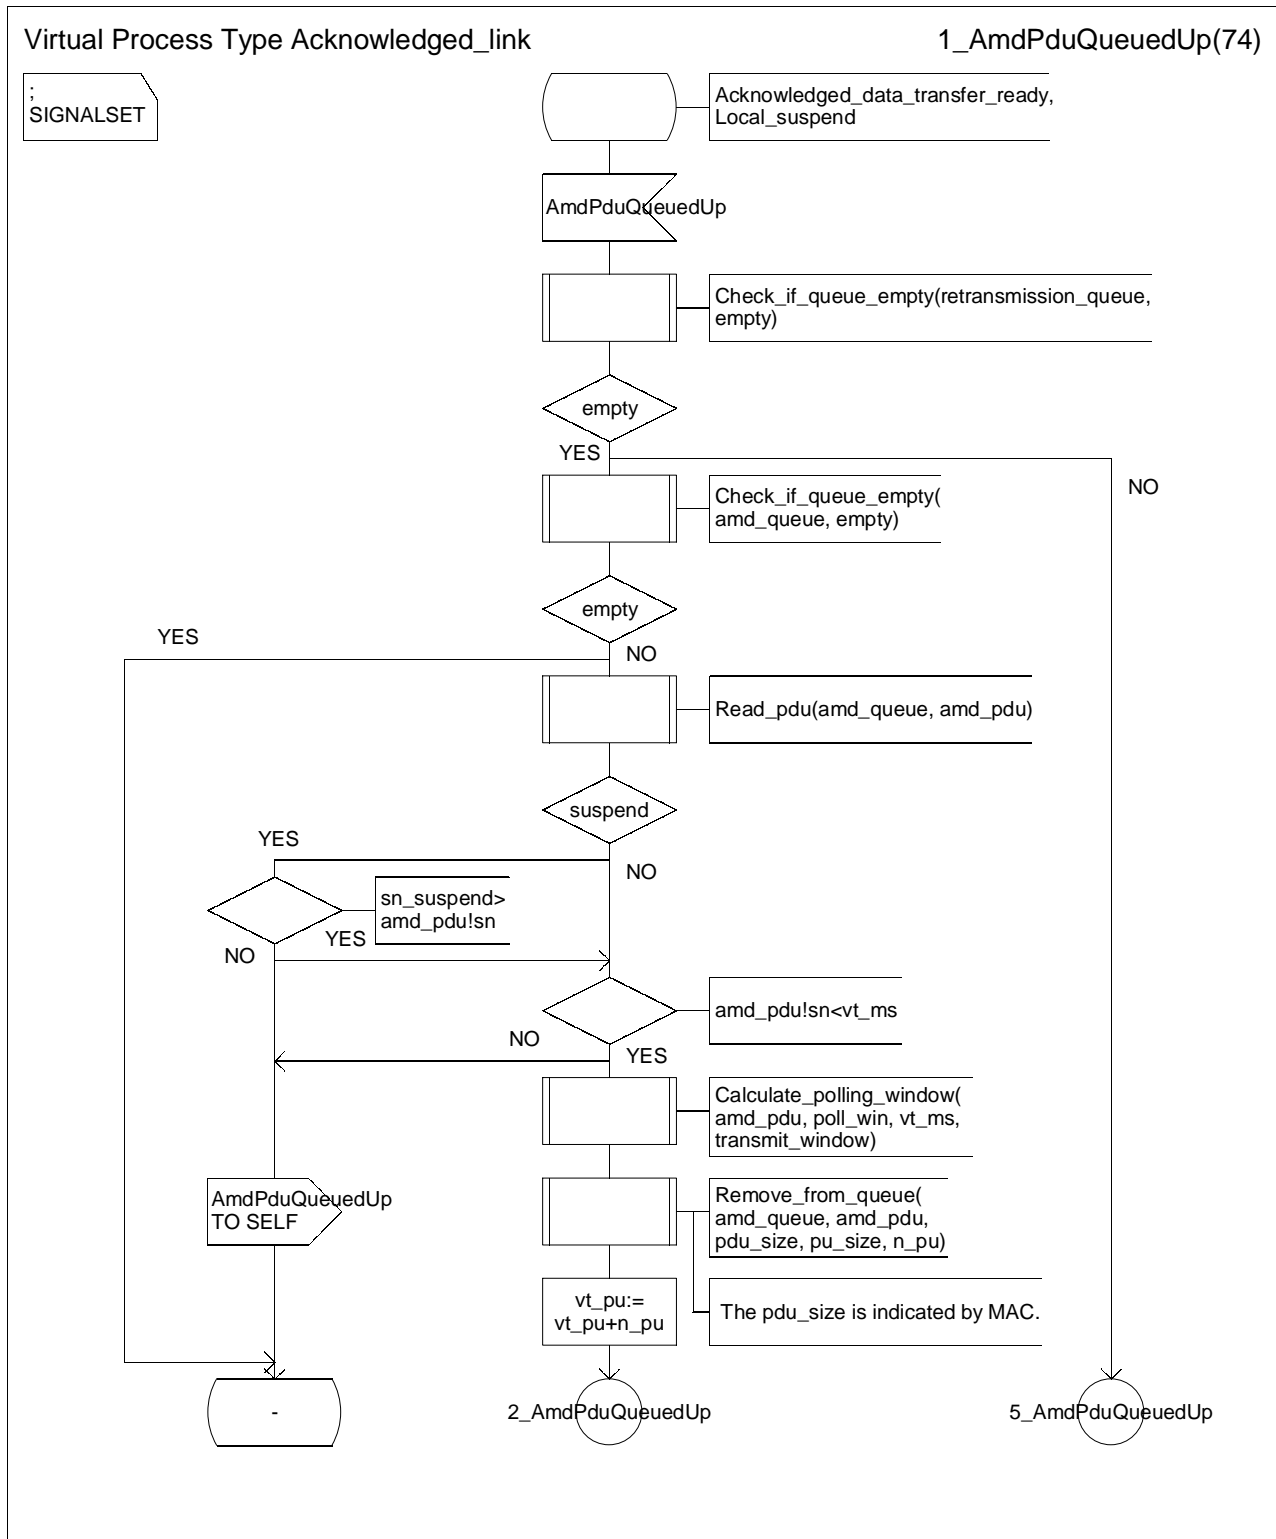 Virtual Process Type Acknowledged_link
1_AmdPduQueuedUp(74)
;
SIGNALSET
Acknowledged_data_transfer_ready,
Local_suspend
AmdPduQueuedUp
Check_if_queue_empty(retransmission_queue,
empty)
empty
YES
NO
Check_if_queue_empty(
amd_queue, empty)
empty
YES
NO
Read_pdu(amd_queue, amd_pdu)
suspend
YES
NO
sn_suspend>
amd_pdu!sn
YES
NO
amd_pdu!sn<vt_ms
NO
YES
Calculate_polling_window(
amd_pdu, poll_win, vt_ms,
transmit_window)
AmdPduQueuedUp
TO SELF
Remove_from_queue(
amd_queue, amd_pdu,
pdu_size, pu_size, n_pu)
vt_pu:=
vt_pu+n_pu
The pdu_size is indicated by MAC.
-
2_AmdPduQueuedUp
5_AmdPduQueuedUp